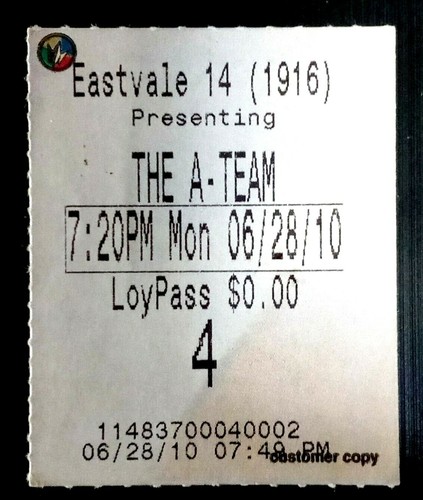 Eastvale 14 (1916)
Presenting
THE A-TEAM
7:20PM Mon 06/28/10
LoyPass $0.00
4
11483700040002
06/28/10 07:49 PM
customer copy